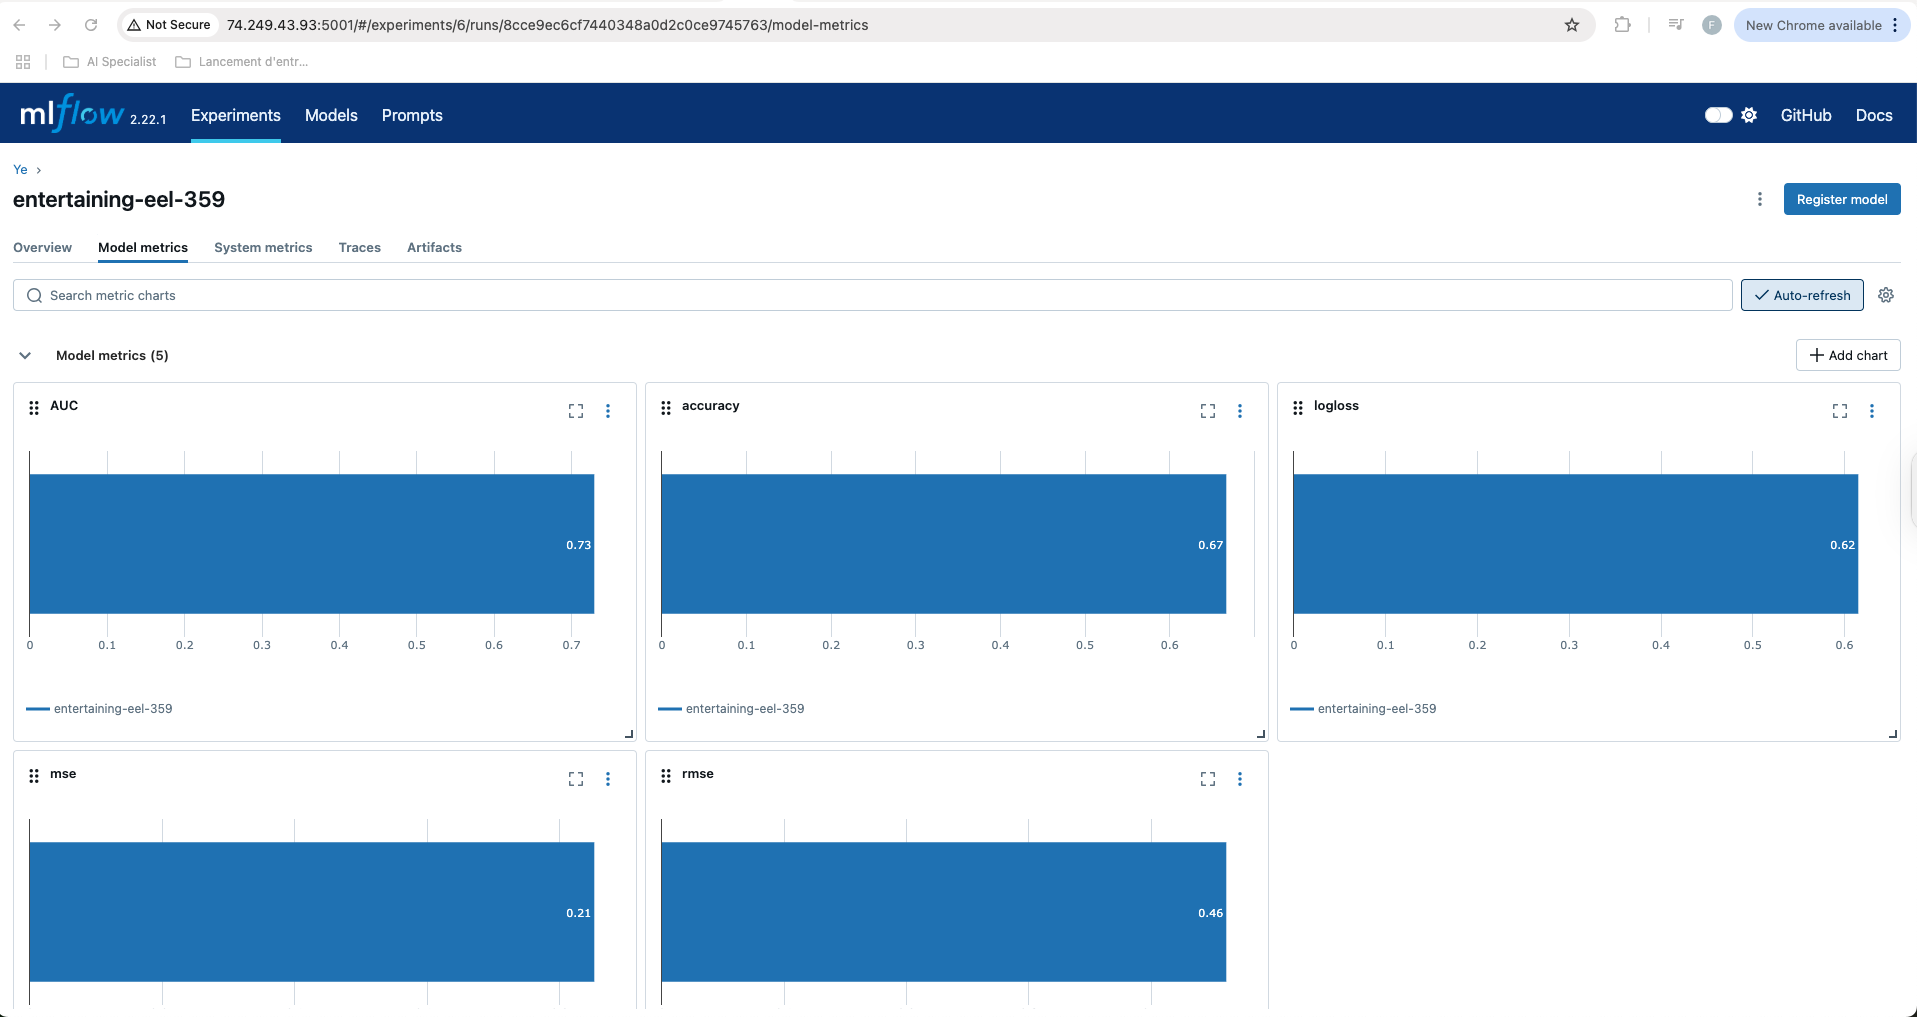 Not Secure 74.249.43.93:5001/#/experiments/6/runs/8cce9ec6cf7440348a0d2c0ce9745763/model-metrics F New Chrome available
AI Specialist Lancement d'entr...
mlflow 2.22.1 Experiments Models Prompts GitHub Docs
Ye
entertaining-eel-359
Register model
Overview Model metrics System metrics Traces Artifacts
Search metric charts Auto-refresh
Model metrics (5) Add chart
AUC
0.73
0 0.1 0.2 0.3 0.4 0.5 0.6 0.7
entertaining-eel-359
accuracy
0.67
0 0.1 0.2 0.3 0.4 0.5 0.6
entertaining-eel-359
logloss
0.62
0 0.1 0.2 0.3 0.4 0.5 0.6
entertaining-eel-359
mse
0.21
rmse
0.46